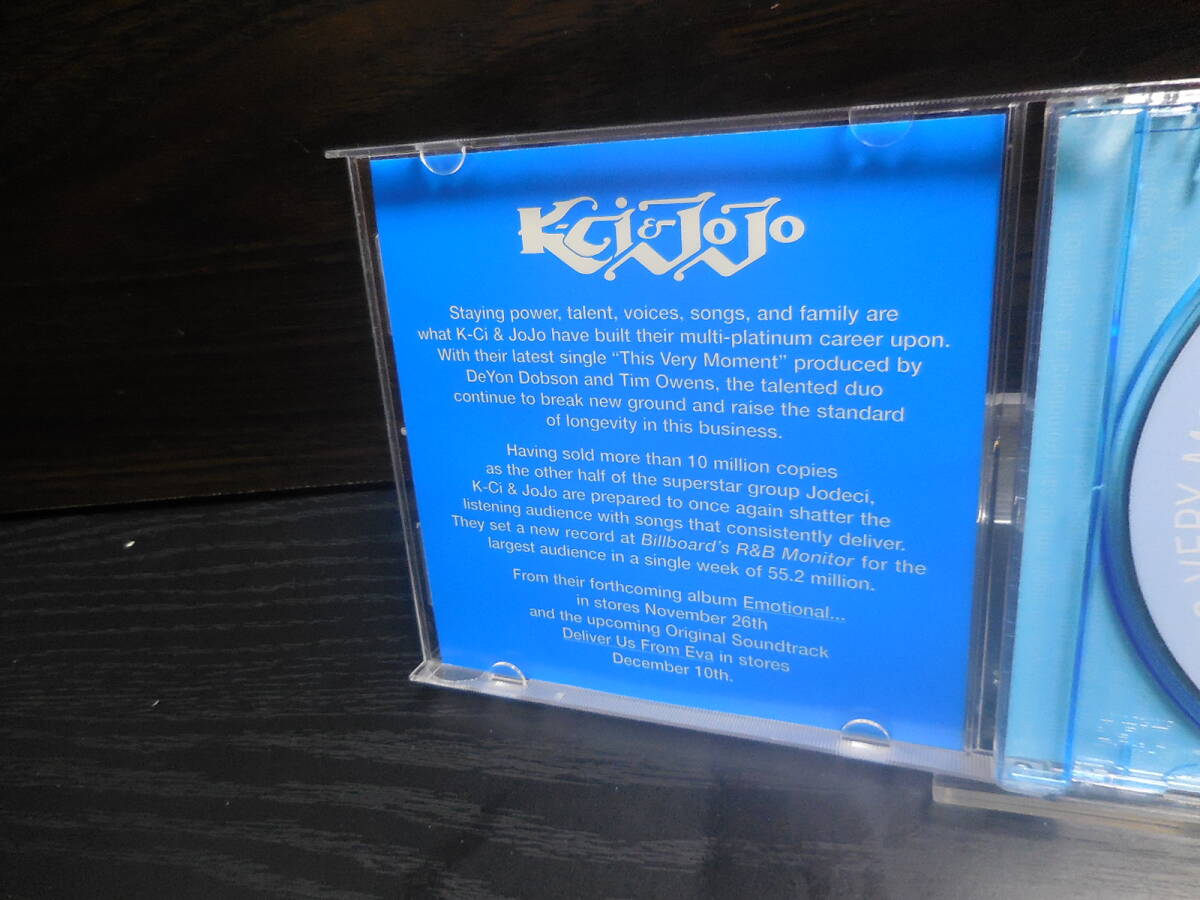 K-Ci & JoJo
Staying power, talent, voices, songs, and family are
what K-Ci & JoJo have built their multi-platinum career upon.
With their latest single “This Very Moment” produced by
DeYon Dobson and Tim Owens, the talented duo
continue to break new ground and raise the standard
of longevity in this business.
Having sold more than 10 million copies
as the other half of the superstar group Jodeci,
K-Ci & JoJo are prepared to once again shatter the
listening audience with songs that consistently deliver.
They set a new record at Billboard's R&B Monitor for the
largest audience in a single week of 55.2 million.
From their forthcoming album Emotional...
in stores November 26th
and the upcoming Original Soundtrack
Deliver Us From Eva in stores
December 10th.
VERY M